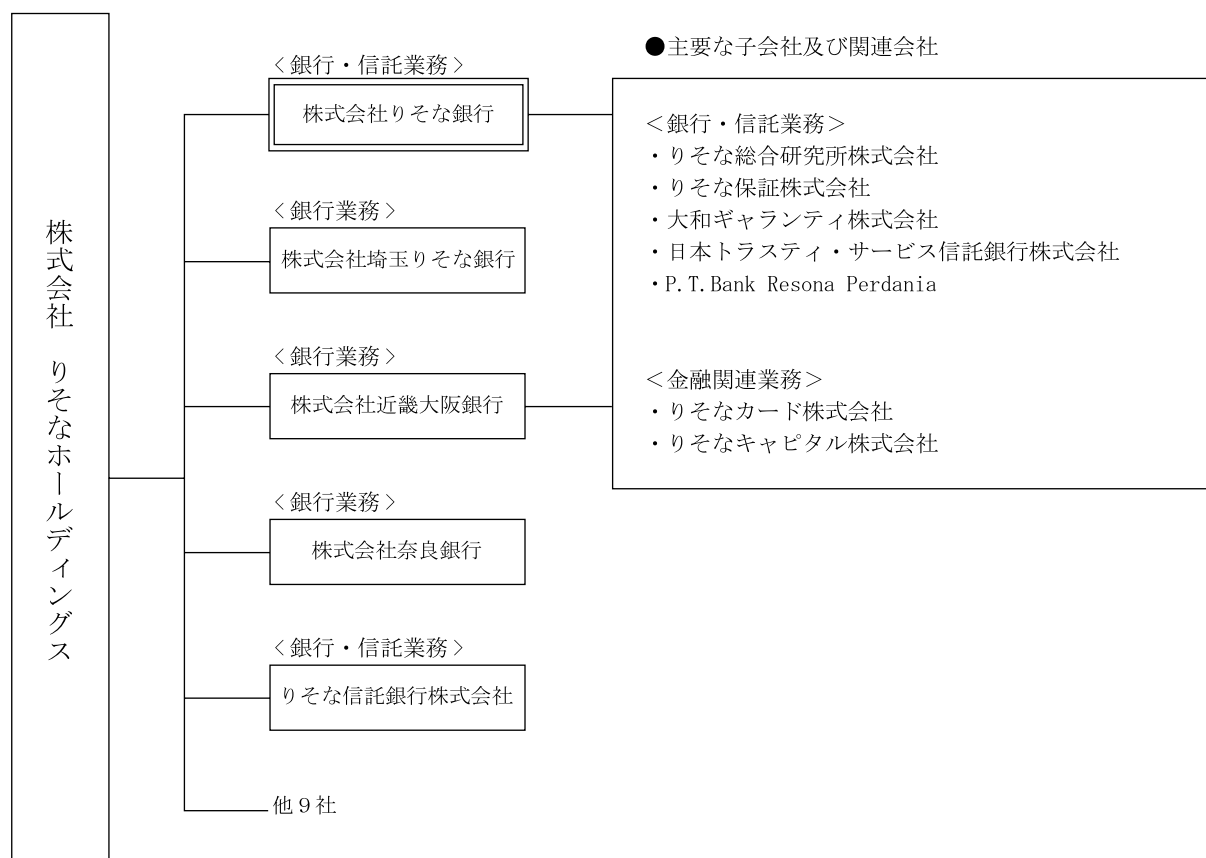 株式会社 りそなホールディングス
<銀行・信託業務>
株式会社りそな銀行
<銀行業務>
株式会社埼玉りそな銀行
<銀行業務>
株式会社近畿大阪銀行
<銀行業務>
株式会社奈良銀行
<銀行・信託業務>
りそな信託銀行株式会社
他9社
●主要な子会社及び関連会社
<銀行・信託業務>
・りそな総合研究所株式会社
・りそな保証株式会社
・大和ギャランティ株式会社
・日本トラスティ・サービス信託銀行株式会社
・P.T.Bank Resona Perdania
<金融関連業務>
・りそなカード株式会社
・りそなキャピタル株式会社